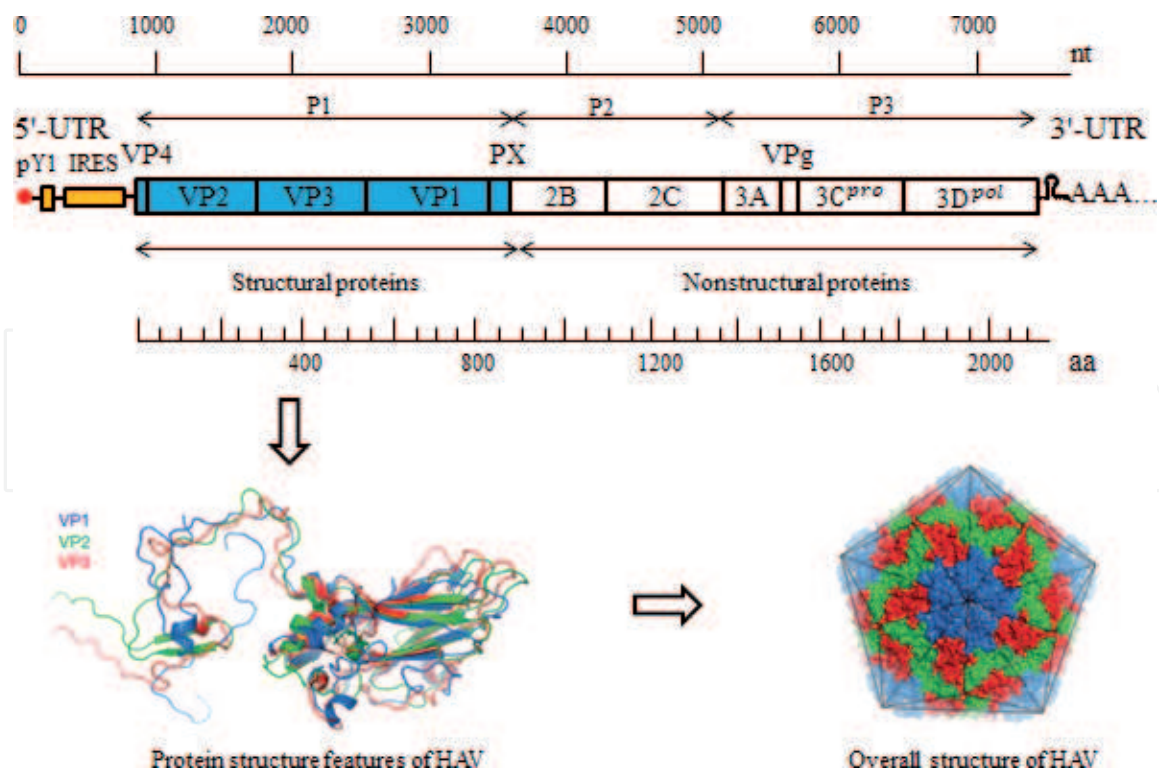 0 1000 2000 3000 4000 5000 6000 7000
nt
P1 P2 P3
5'-UTR 3'-UTR
pY1 IRES VP4 PX VPg
VP2 VP3 VP1 2B 2C 3A 3Cpro 3Dpol AAA...
Structural proteins Nonstructural proteins
400 800 1200 1600 2000 aa
VP1
VP2
VP3
Protein structure features of HAV Overall structure of HAV